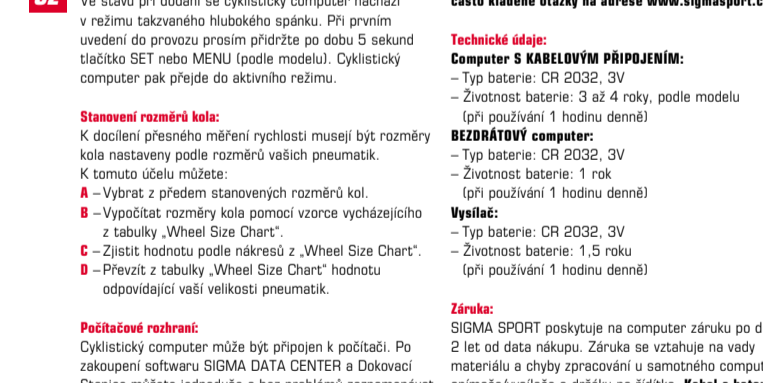 Ve stavu při dodání se cyklistický computer nachází
v režimu takzvaného hlubokého spánku. Při prvním
uvedení do provozu prosím přidržte po dobu 5 sekund
tlačítko SET nebo MENU (podle modelu). Cyklistický
computer pak přejde do aktivního režimu.
Stanovení rozměrů kola:
K docílení přesného měření rychlosti musejí být rozměry
kola nastaveny podle rozměrů vašich pneumatik.
K tomuto účelu můžete:
A – Vybrat z předem stanovených rozměrů kol.
B – Vypočítat rozměry kola pomocí vzorce vycházejícího
z tabulky „Wheel Size Chart“.
C – Zjistit hodnotu podle nákresů z „Wheel Size Chart“.
D – Převzít z tabulky „Wheel Size Chart“ hodnotu
odpovídající vaší velikosti pneumatik.
Počítačové rozhraní:
Cyklistický computer může být připojen k počítači. Po
zakoupení softwaru SIGMA DATA CENTER a Dokovací
často kladené otázky na adrese www.sigmasport.c
Technické údaje:
Computer S KABELOVÝM PŘIPOJENÍM:
– Typ baterie: CR 2032, 3V
– Životnost baterie: 3 až 4 roky, podle modelu
(při používání 1 hodinu denně)
BEZDRÁTOVÝ computer:
– Typ baterie: CR 2032, 3V
– Životnost baterie: 1 rok
(při používání 1 hodinu denně)
Vysílač:
– Typ baterie: CR 2032, 3V
– Životnost baterie: 1,5 roku
(při používání 1 hodinu denně)
Záruka:
SIGMA SPORT poskytuje na computer záruku po d
2 let od data nákupu. Záruka se vztahuje na vady
materiálu a chyby zpracování u samotného comput